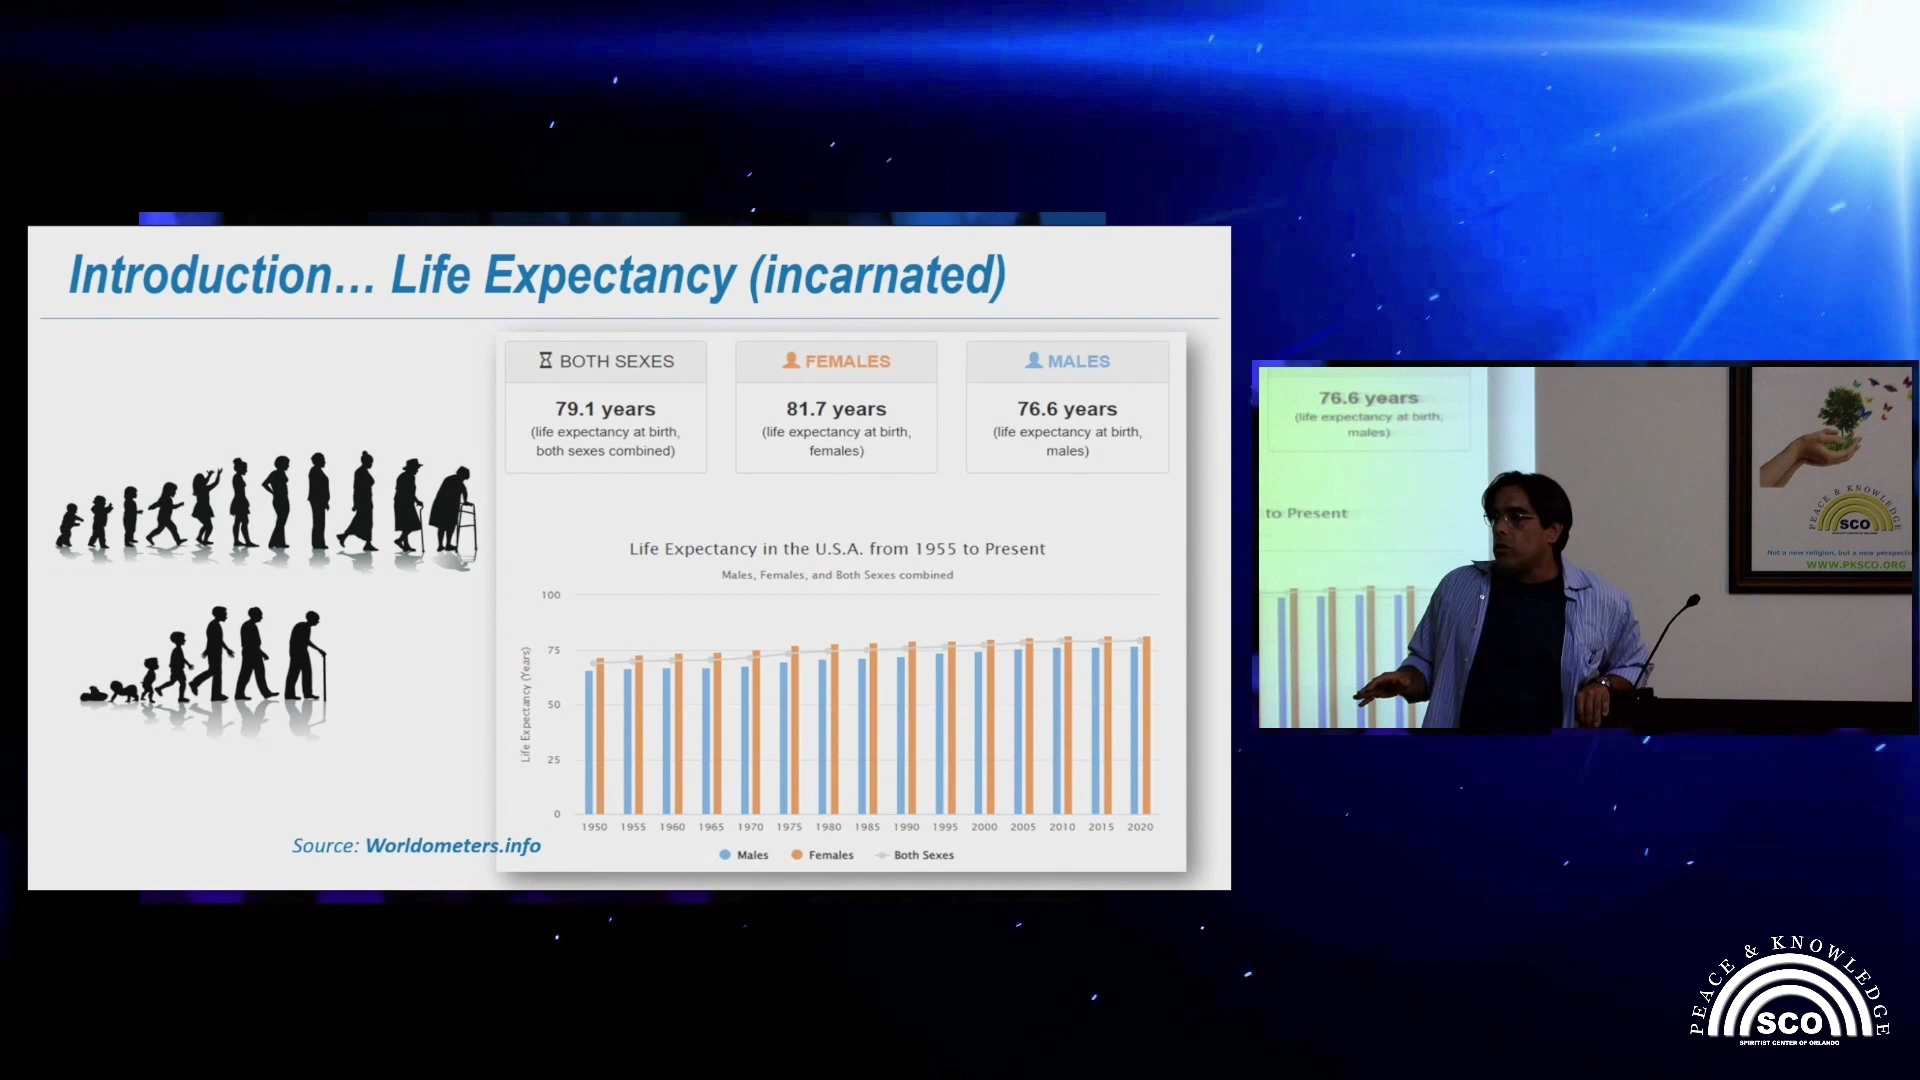 Introduction... Life Expectancy (incarnated)
BOTH SEXES
79.1 years
(life expectancy at birth,
both sexes combined)
FEMALES
81.7 years
(life expectancy at birth,
females)
MALES
76.6 years
(life expectancy at birth,
males)
Life Expectancy in the U.S.A. from 1955 to Present
Males, Females, and Both Sexes combined
Life Expectancy (Years)
100
75
50
25
0
1950 1955 1960 1965 1970 1975 1980 1985 1990 1995 2000 2005 2010 2015 2020
Males Females Both Sexes
Source: Worldometers.info
76.6 years
(life expectancy at birth,
males)
to Present
PEACE & KNOWLEDGE
SCO
SPIRITIST CENTER OF ORLANDO
Not a new religion, but a new
WWW.PKSCO.ORG
PEACE & KNOWLEDGE
SCO
SPIRITIST CENTER OF ORLANDO